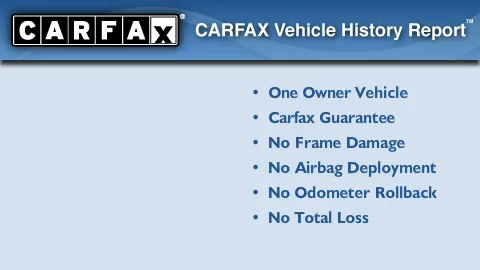 CARFAX® CARFAX Vehicle History Report™
• One Owner Vehicle
• Carfax Guarantee
• No Frame Damage
• No Airbag Deployment
• No Odometer Rollback
• No Total Loss